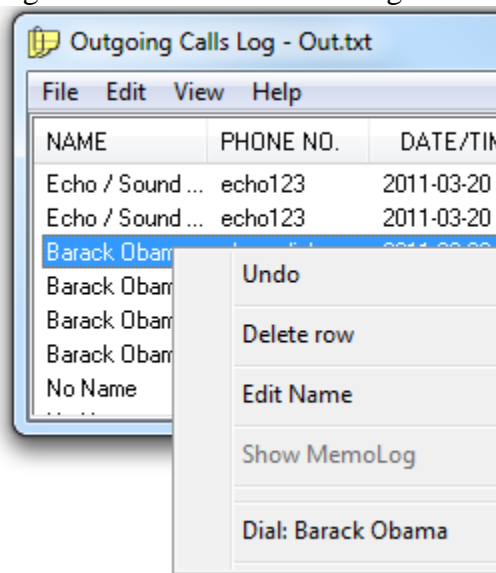 Outgoing Calls Log - Out.txt
File Edit View Help
NAME PHONE NO. DATE/TIM
Echo / Sound ... echo123 2011-03-20
Echo / Sound ... echo123 2011-03-20
Barack Obam
Barack Obam
Barack Obam
Barack Obam
No Name
Undo
Delete row
Edit Name
Show MemoLog
Dial: Barack Obama